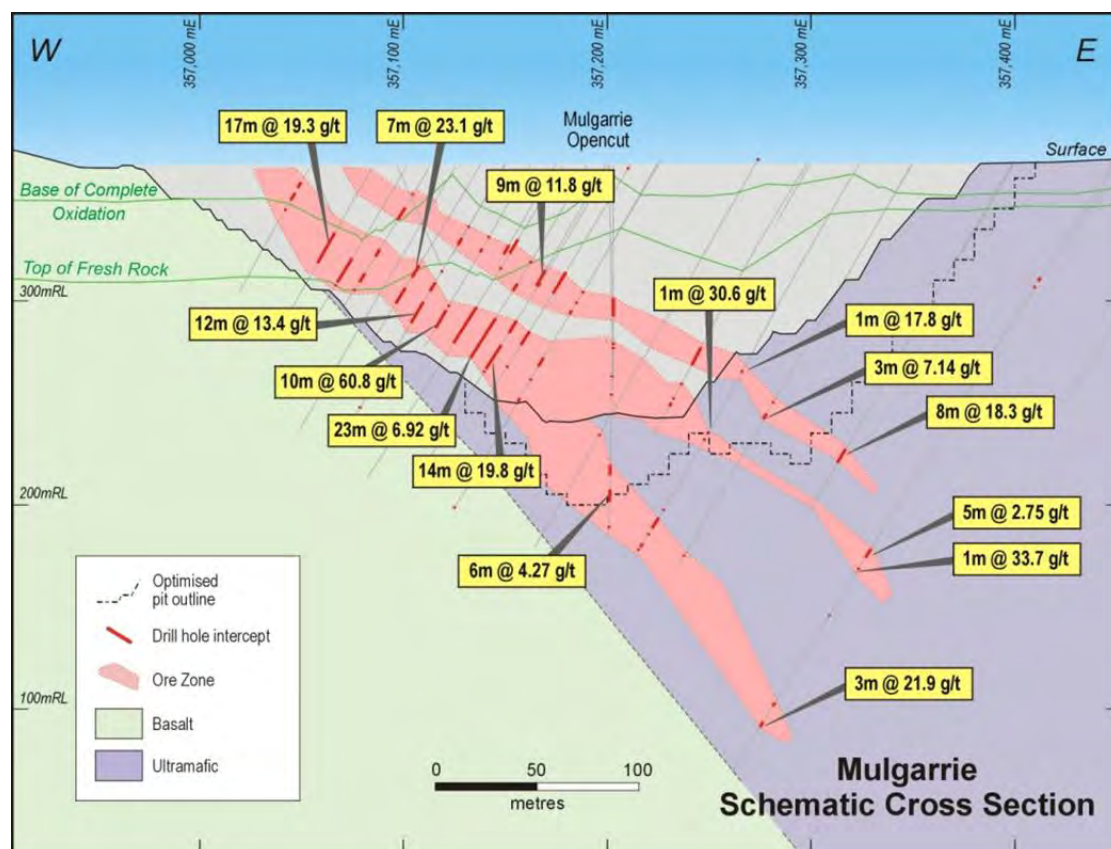 W
E
357,000 mE
357,100 mE
357,200 mE
357,300 mE
357,400 mE
17m @ 19.3 g/t
7m @ 23.1 g/t
Mulgarrie
Opencut
Surface
Base of Complete
Oxidation
9m @ 11.8 g/t
Top of Fresh Rock
300mRL
1m @ 30.6 g/t
12m @ 13.4 g/t
1m @ 17.8 g/t
3m @ 7.14 g/t
10m @ 60.8 g/t
8m @ 18.3 g/t
23m @ 6.92 g/t
14m @ 19.8 g/t
200mRL
5m @ 2.75 g/t
1m @ 33.7 g/t
6m @ 4.27 g/t
Optimised
pit outline
Drill hole intercept
Ore Zone
Basalt
Ultramafic
100mRL
3m @ 21.9 g/t
0 50 100
metres
Mulgarrie
Schematic Cross Section